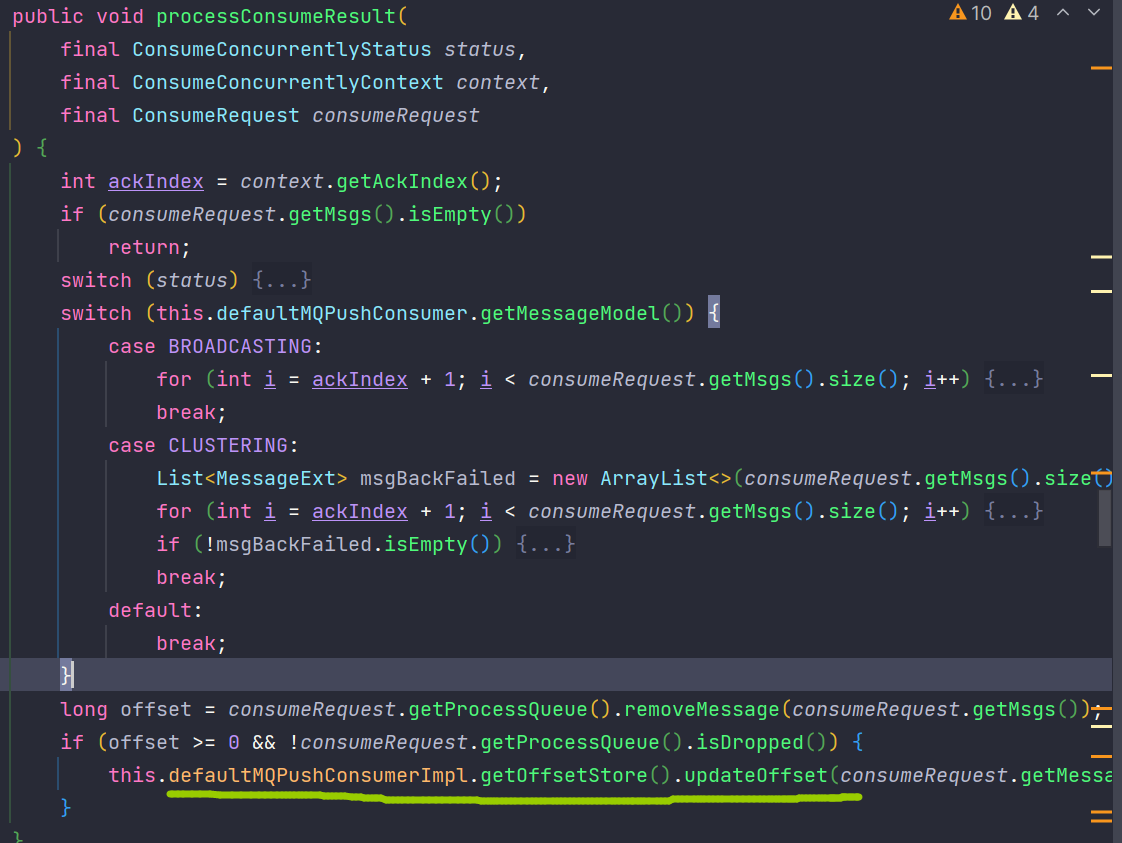 public void processConsumeResult(
10 4
final ConsumeConcurrentlyStatus status,
final ConsumeConcurrentlyContext context,
final ConsumeRequest consumeRequest
) {
int ackIndex = context.getAckIndex();
if (consumeRequest.getMsgs().isEmpty())
return;
switch (status) {...}
switch (this.defaultMQPushConsumer.getMessageModel()) {
case BROADCASTING:
for (int i = ackIndex + 1; i < consumeRequest.getMsgs().size(); i++) {...}
break;
case CLUSTERING:
List<MessageExt> msgBackFailed = new ArrayList<>(consumeRequest.getMsgs().size()
for (int i = ackIndex + 1; i < consumeRequest.getMsgs().size(); i++) {...}
if (!msgBackFailed.isEmpty()) {...}
break;
default:
break;
}
long offset = consumeRequest.getProcessQueue().removeMessage(consumeRequest.getMsgs());
if (offset >= 0 && !consumeRequest.getProcessQueue().isDropped()) {
this.defaultMQPushConsumerImpl.getOffsetStore().updateOffset(consumeRequest.getMessa
}
}